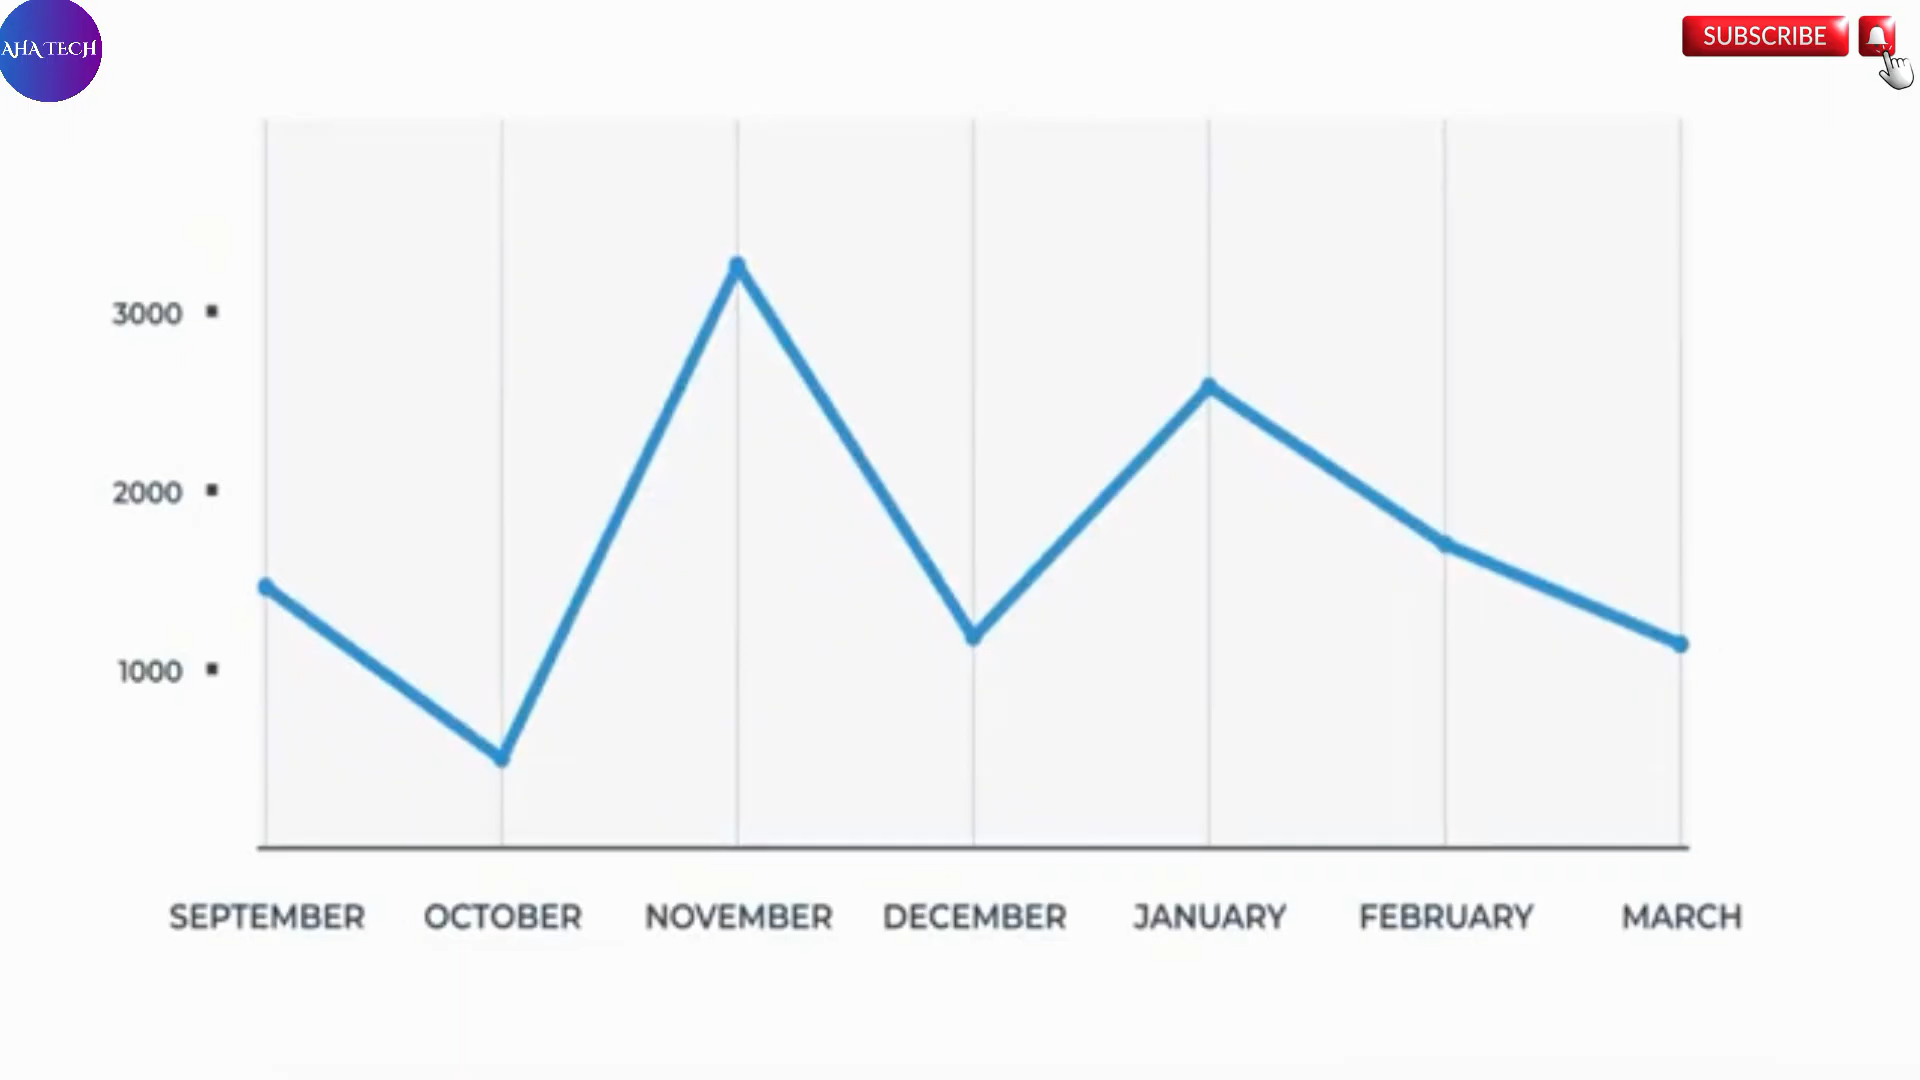 AHA TECH
SUBSCRIBE
3000
2000
1000
SEPTEMBER OCTOBER NOVEMBER DECEMBER JANUARY FEBRUARY MARCH